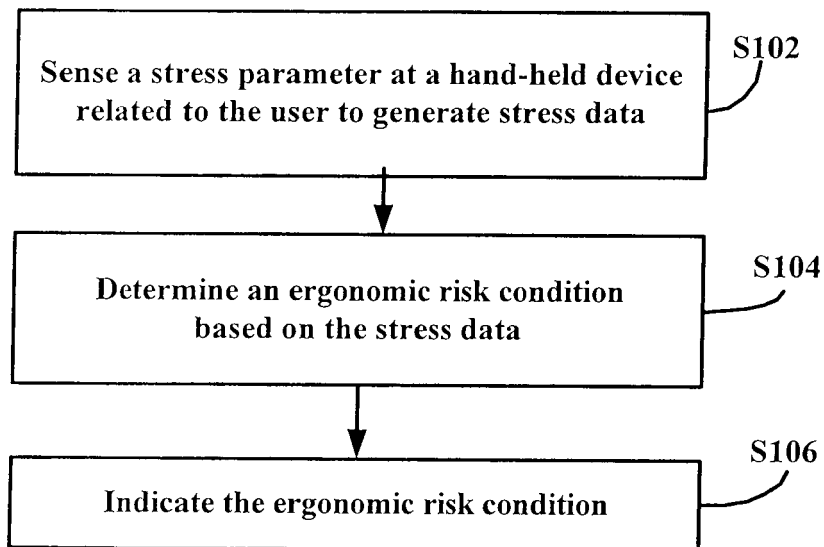 S102
Sense a stress parameter at a hand-held device
related to the user to generate stress data
S104
Determine an ergonomic risk condition
based on the stress data
S106
Indicate the ergonomic risk condition